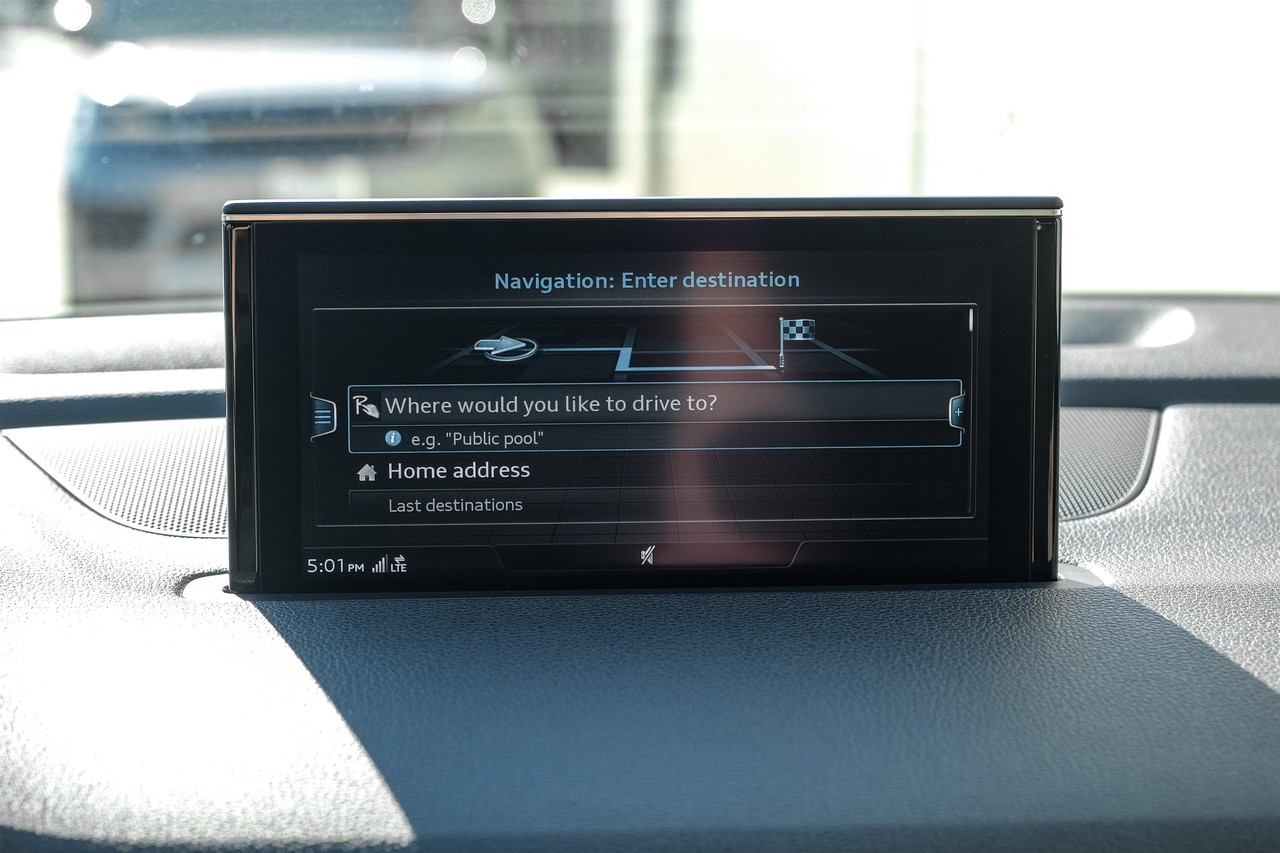 Navigation: Enter destination
Where would you like to drive to?
e.g. "Public pool"
Home address
Last destinations
5:01 PM LTE